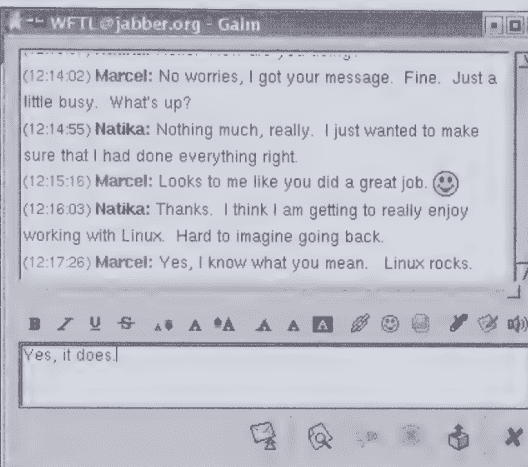 WFTL@jabber.org - Gaim
(12:14:02) Marcel: No worries, I got your message. Fine. Just a
little busy. What's up?
(12:14:55) Natika: Nothing much, really. I just wanted to make
sure that I had done everything right.
(12:15:16) Marcel: Looks to me like you did a great job.
(12:16:03) Natika: Thanks. I think I am getting to really enjoy
working with Linux. Hard to imagine going back.
(12:17:26) Marcel: Yes, I know what you mean. Linux rocks.
B I U S A A A A A
Yes, it does.